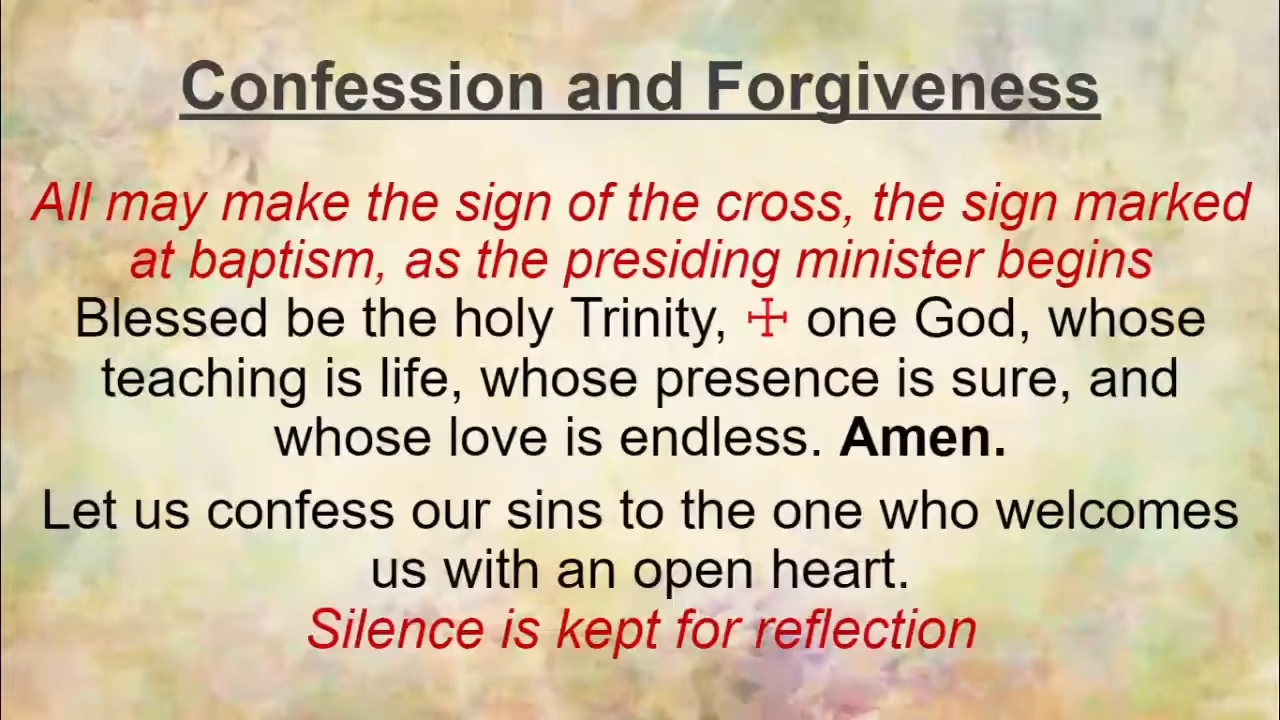 Confession and Forgiveness
All may make the sign of the cross, the sign marked
at baptism, as the presiding minister begins
Blessed be the holy Trinity, ☩ one God, whose
teaching is life, whose presence is sure, and
whose love is endless. Amen.
Let us confess our sins to the one who welcomes
us with an open heart.
Silence is kept for reflection